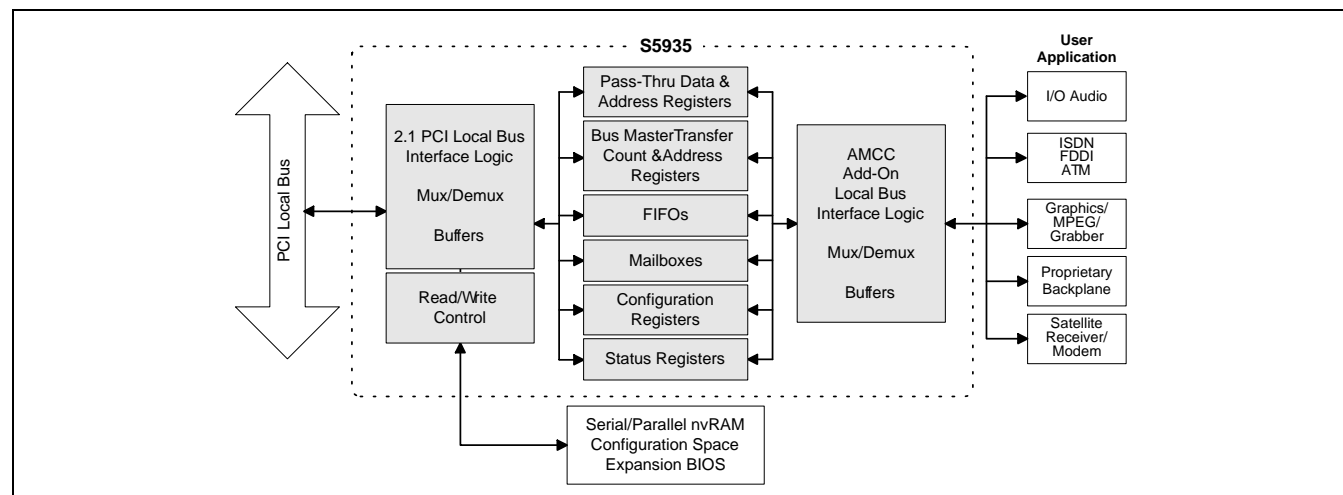 S5935
PCI Local Bus
2.1 PCI Local Bus
Interface Logic
Mux/Demux
Buffers
Read/Write
Control
Pass-Thru Data &
Address Registers
Bus MasterTransfer
Count &Address
Registers
FIFOs
Mailboxes
Configuration
Registers
Status Registers
AMCC
Add-On
Local Bus
Interface Logic
Mux/Demux
Buffers
User
Application
I/O Audio
ISDN
FDDI
ATM
Graphics/
MPEG/
Grabber
Proprietary
Backplane
Satellite
Receiver/
Modem
Serial/Parallel nvRAM
Configuration Space
Expansion BIOS